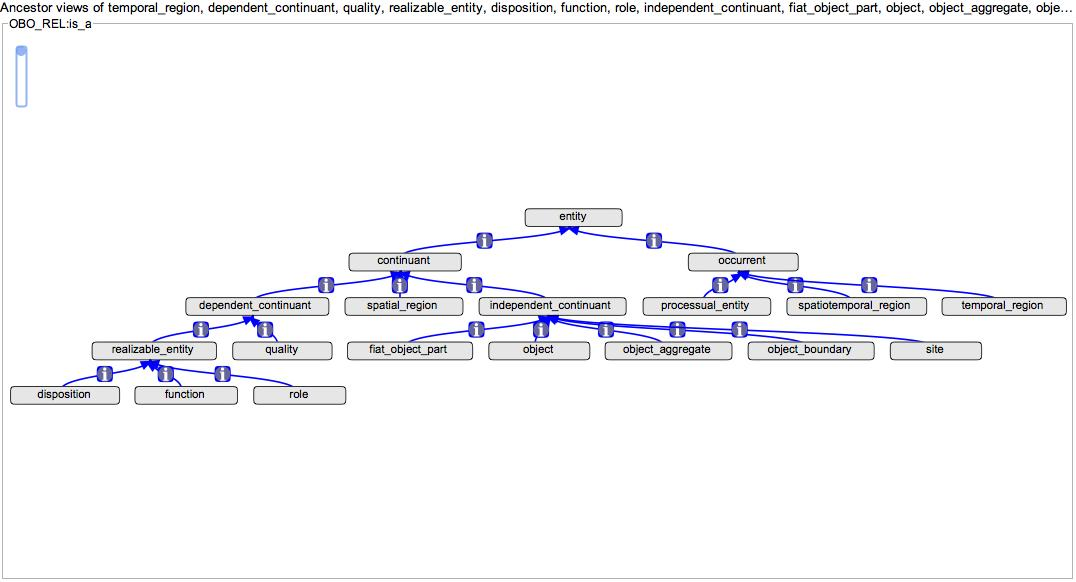 Ancestor views of temporal_region, dependent_continuant, quality, realizable_entity, disposition, function, role, independent_continuant, fiat_object_part, object, object_aggregate, obje...
OBO_REL:is_a
entity
continuant
occurrent
dependent_continuant
spatial_region
independent_continuant
processual_entity
spatiotemporal_region
temporal_region
realizable_entity
quality
fiat_object_part
object
object_aggregate
object_boundary
site
disposition
function
role